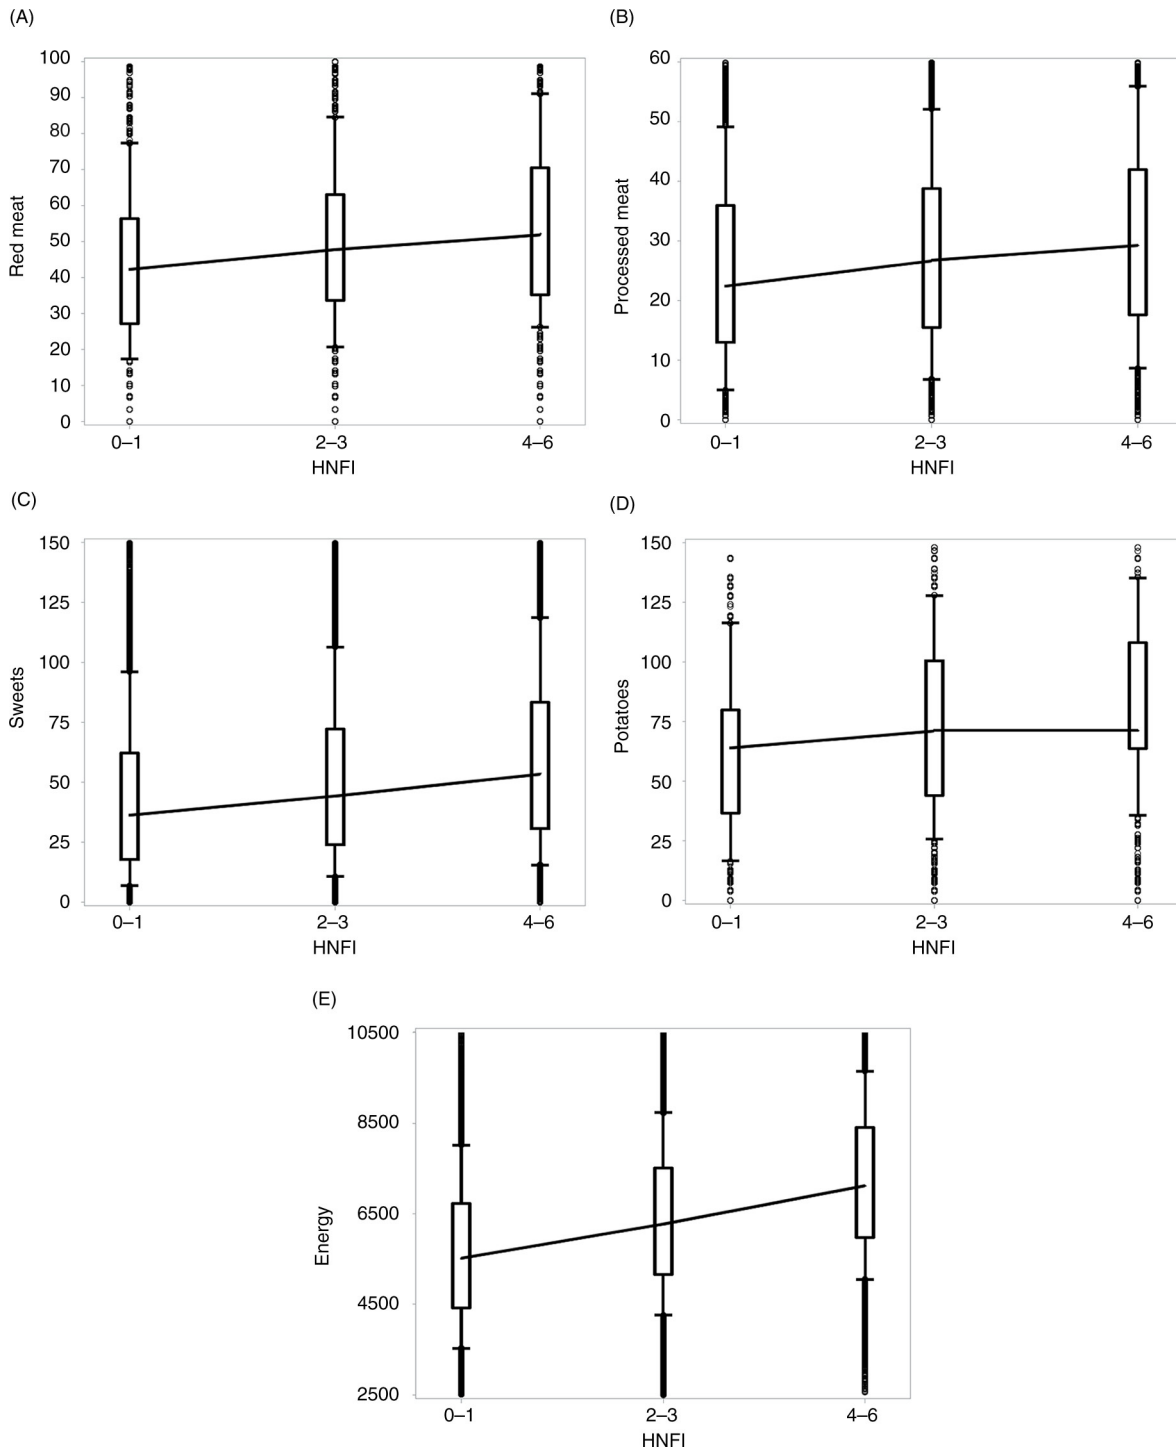 (A)
Red meat
100
90
80
70
60
50
40
30
20
10
0
0–1 2–3 4–6
HNFI
(B)
Processed meat
60
50
40
30
20
10
0
0–1 2–3 4–6
HNFI
(C)
Sweets
150
125
100
75
50
25
0
0–1 2–3 4–6
HNFI
(D)
Potatoes
150
125
100
75
50
25
0
0–1 2–3 4–6
HNFI
(E)
Energy
10500
8500
6500
4500
2500
0–1 2–3 4–6
HNFI